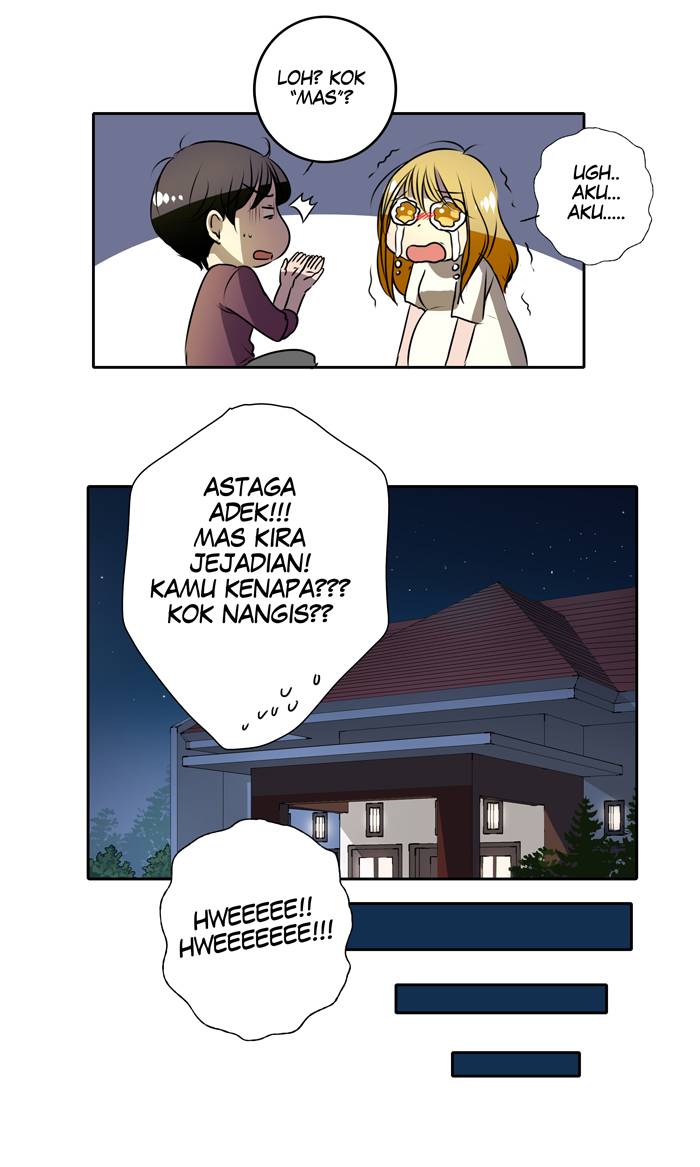 LOH? KOK
"MAS"?
UGH..
AKU...
AKU.....
ASTAGA
ADEK!!!
MAS KIRA
JEJADIAN!
KAMU KENAPA???
KOK NANGIS??
HWEEEEE!!
HWEEEEEEE!!!